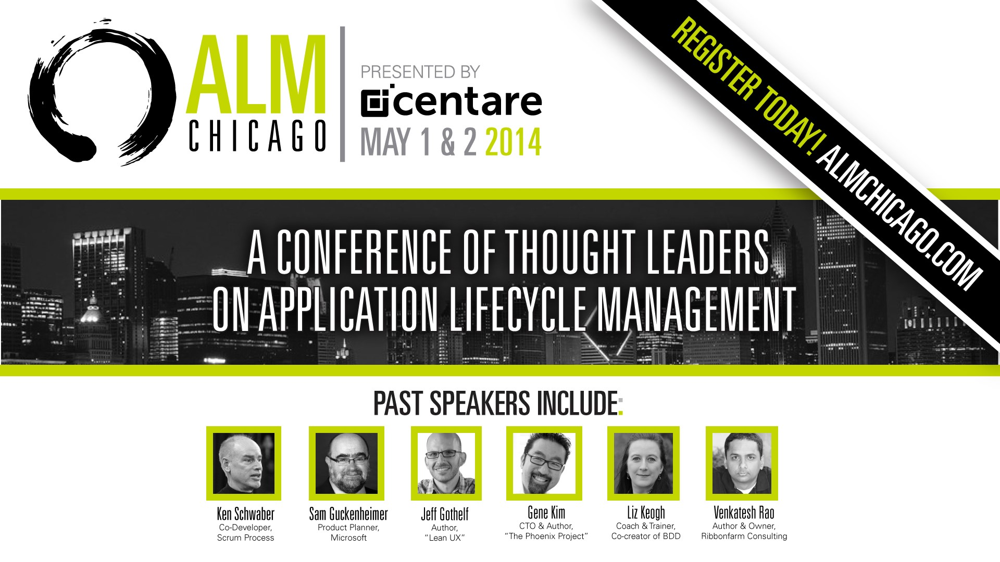 ALM
CHICAGO
PRESENTED BY
centare
MAY 1 & 2 2014
REGISTER TODAY! ALMCHICAGO.COM
A CONFERENCE OF THOUGHT LEADERS
ON APPLICATION LIFECYCLE MANAGEMENT
PAST SPEAKERS INCLUDE:
Ken Schwaber
Co-Developer,
Scrum Process
Sam Guckenheimer
Product Planner,
Microsoft
Jeff Gothelf
Author,
“Lean UX”
Gene Kim
CTO & Author,
“The Phoenix Project”
Liz Keogh
Coach & Trainer,
Co-creator of BDD
Venkatesh Rao
Author & Owner,
Ribbonfarm Consulting